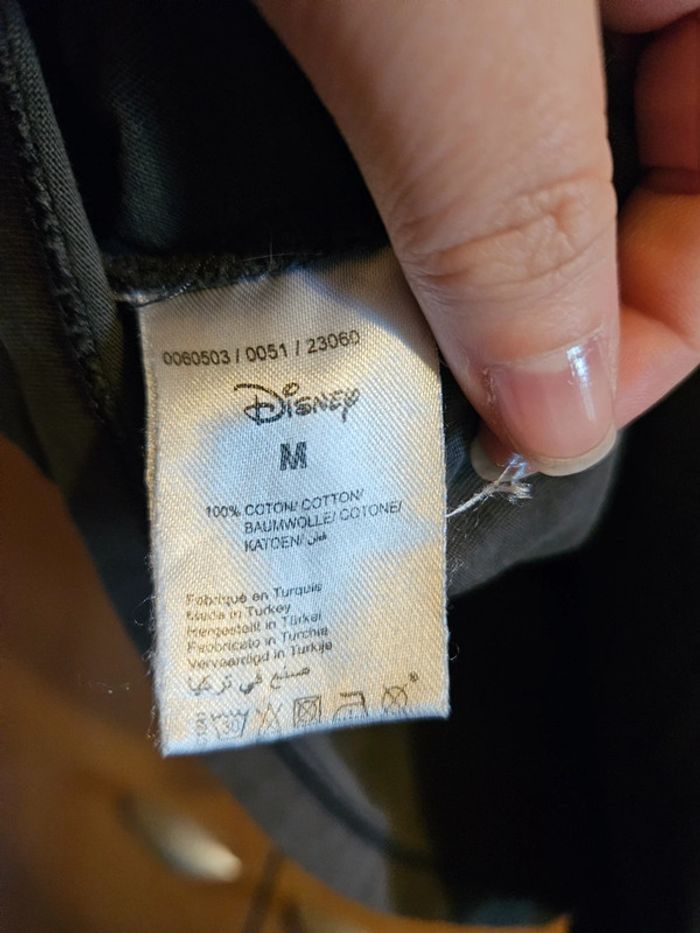 0060503 / 0051 / 23060
Disney
M
100% COTON/ COTTON/
BAUMWOLLE/ COTONE/
KATOEN/ قطن
Fabriqué en Turquie
Made in Turkey
Hergestellt in Türkei
Fabbricato in Turchia
Vervaardigd in Turkije
صنع في تركيا
30